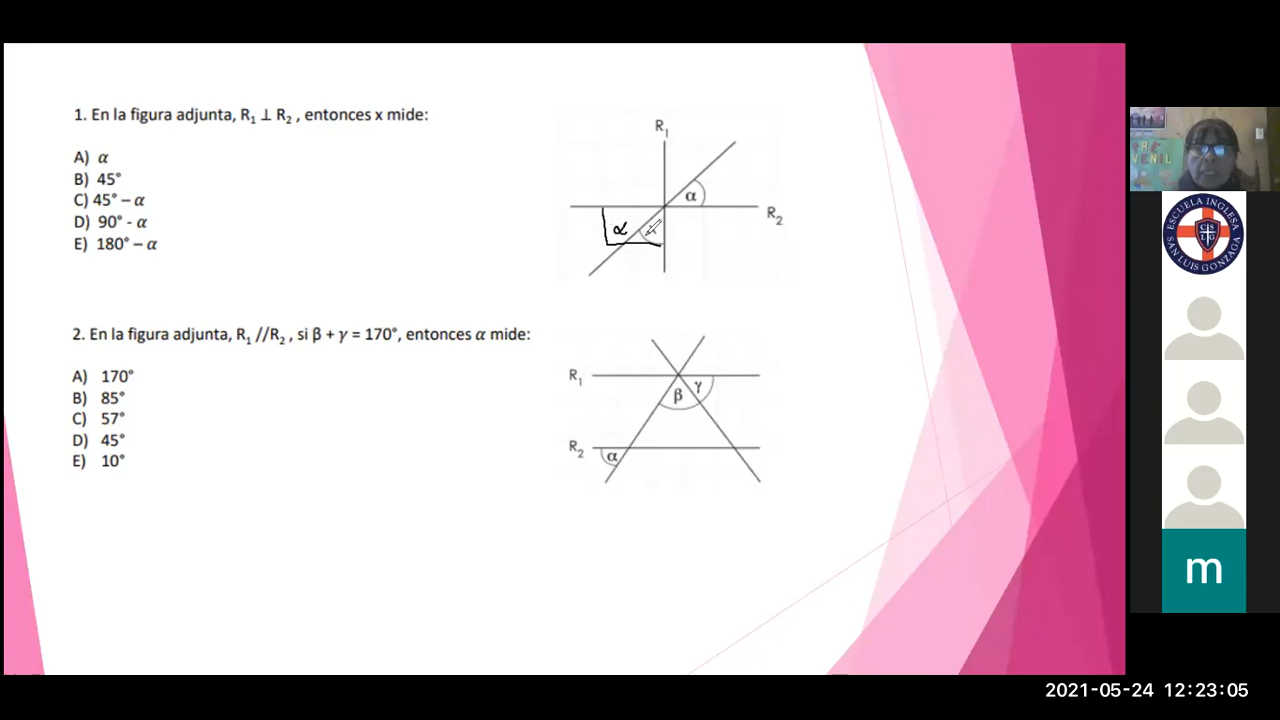 1. En la figura adjunta, R₁ ⊥ R₂ , entonces x mide:
A) α
B) 45°
C) 45° – α
D) 90° - α
E) 180° – α
R₁
α
R₂
α
2. En la figura adjunta, R₁ //R₂ , si β + γ = 170°, entonces α mide:
A) 170°
B) 85°
C) 57°
D) 45°
E) 10°
R₁
β γ
R₂
α
ESCUELA INGLESA
SAN LUIS GONZAGA
m
2021-05-24 12:23:05